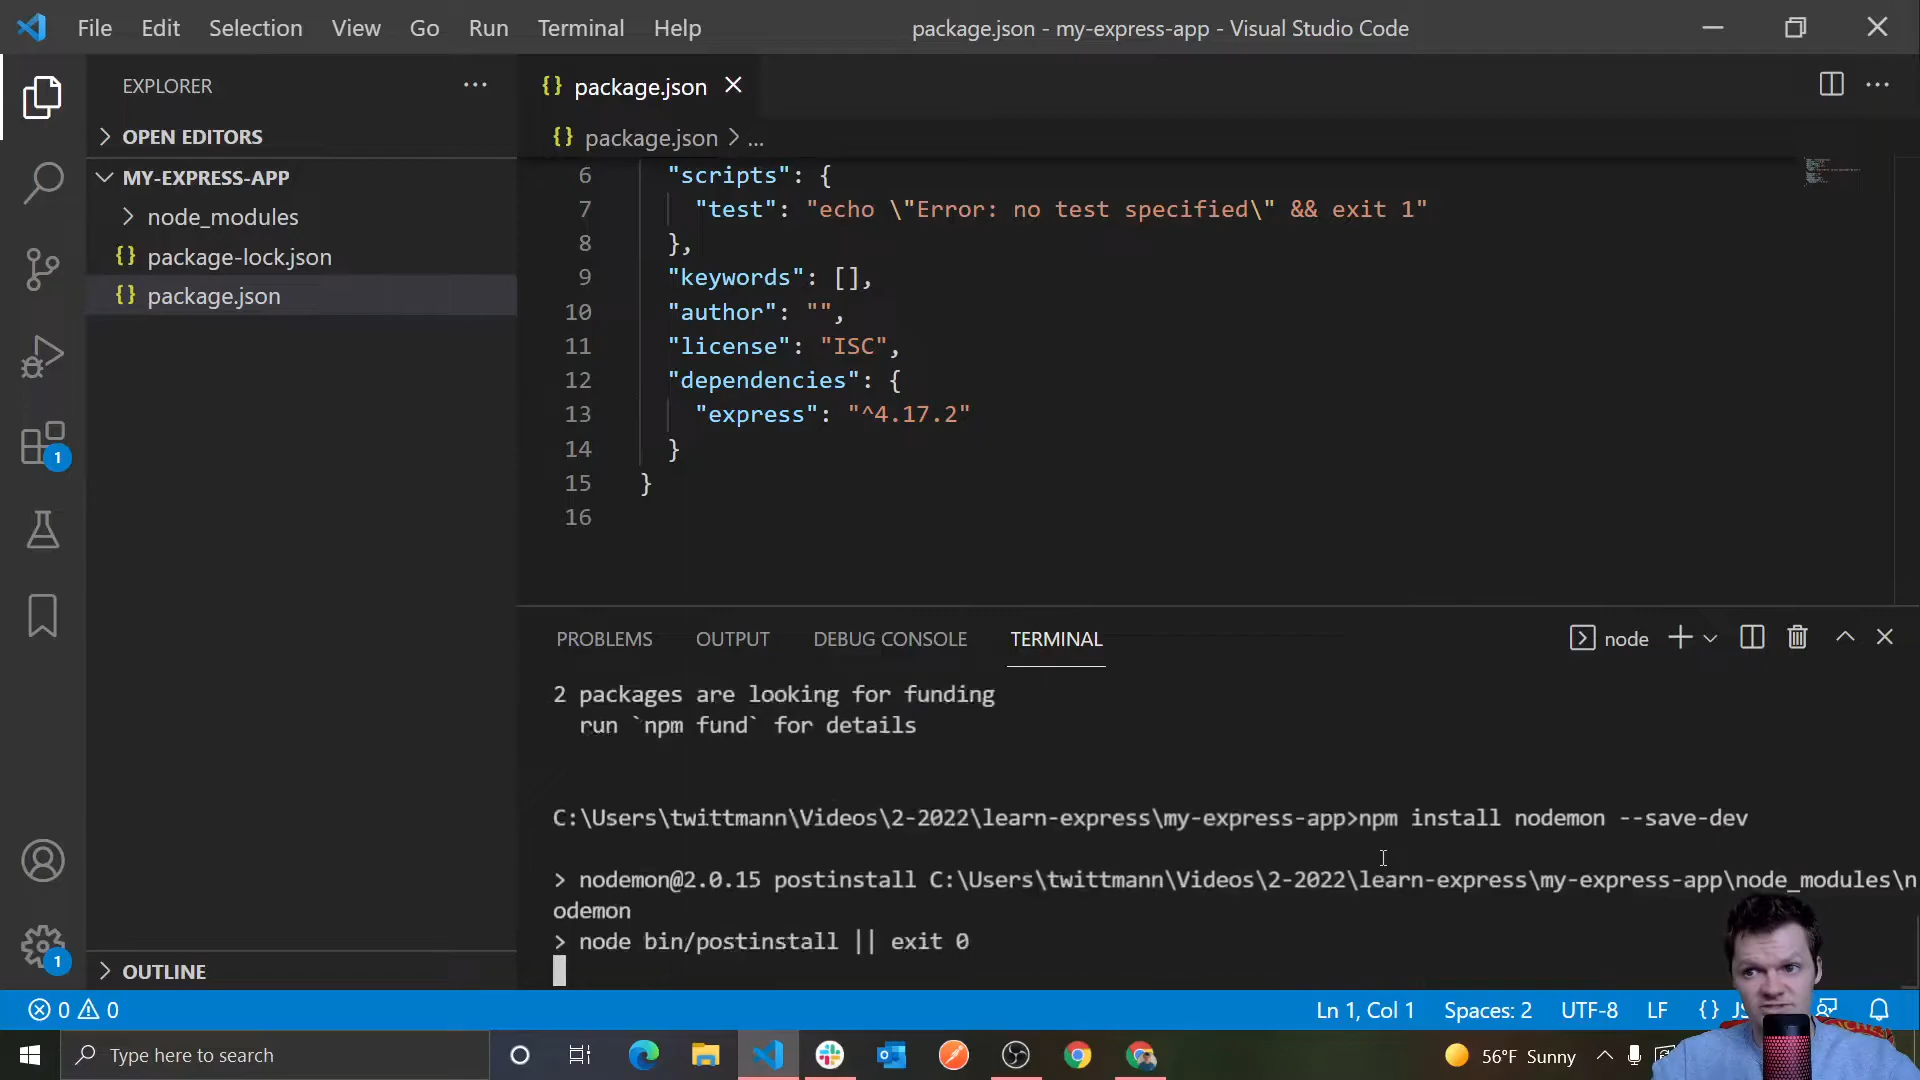 File Edit Selection View Go Run Terminal Help
package.json - my-express-app - Visual Studio Code
EXPLORER
OPEN EDITORS
MY-EXPRESS-APP
node_modules
{} package-lock.json
{} package.json
OUTLINE
1
1
{} package.json
{} package.json > ...
6 "scripts": {
7 "test": "echo \"Error: no test specified\" && exit 1"
8 },
9 "keywords": [],
10 "author": "",
11 "license": "ISC",
12 "dependencies": {
13 "express": "^4.17.2"
14 }
15 }
16
PROBLEMS OUTPUT DEBUG CONSOLE TERMINAL
node
2 packages are looking for funding
run `npm fund` for details
C:\Users\twittmann\Videos\2-2022\learn-express\my-express-app>npm install nodemon --save-dev
> nodemon@2.0.15 postinstall C:\Users\twittmann\Videos\2-2022\learn-express\my-express-app\node_modules\n
odemon
> node bin/postinstall || exit 0
0 0
Ln 1, Col 1 Spaces: 2 UTF-8 LF {}
Type here to search
56°F Sunny